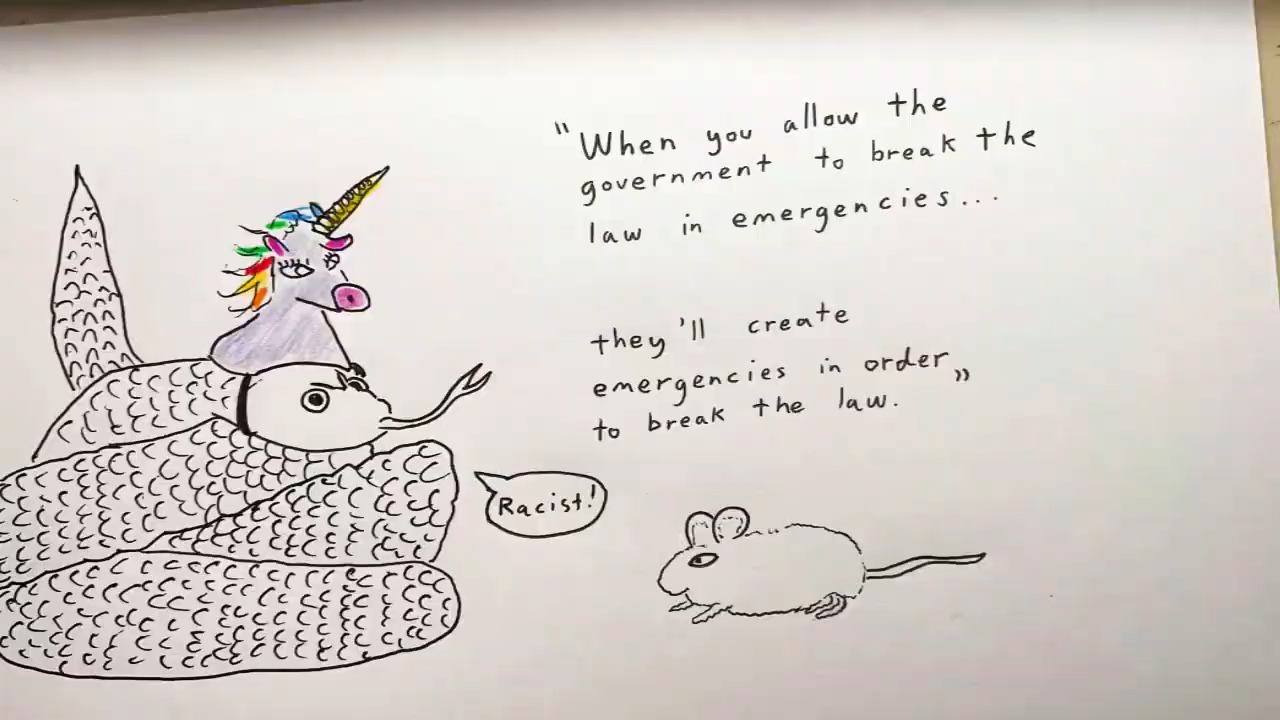 "When you allow the
government to break the
law in emergencies...
they'll create
emergencies in order
to break the law."
Racist!